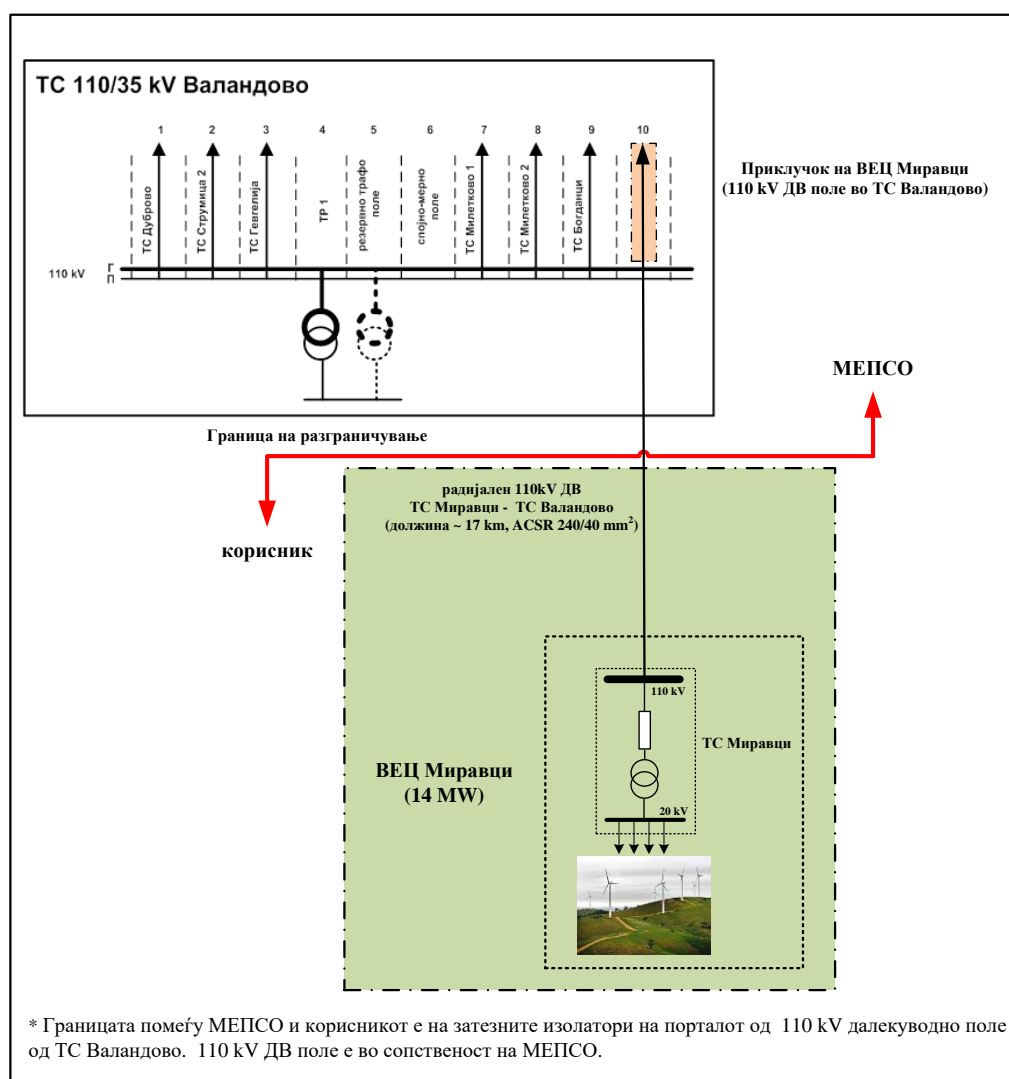 ТС 110/35 kV Валандово
1 2 3 4 5 6 7 8 9 10
ТС Дуброво
ТС Струмица 2
ТС Гевгелија
ТР 1
резервно трафо
поле
спојно-мерно
поле
ТС Милетково 1
ТС Милетково 2
ТС Богданци
Приклучок на ВЕЦ Миравци
(110 kV ДВ поле во ТС Валандово)
110 kV
Г
П
МЕПСО
Граница на разграничување
корисник
радијален 110kV ДВ
ТС Миравци - ТС Валандово
(должина ~ 17 km, ACSR 240/40 mm²)
110 kV
ТС Миравци
ВЕЦ Миравци
(14 MW)
20 kV
* Границата помеѓу МЕПСО и корисникот е на затезните изолатори на порталот од 110 kV далекуводно поле
од ТС Валандово. 110 kV ДВ поле е во сопственост на МЕПСО.